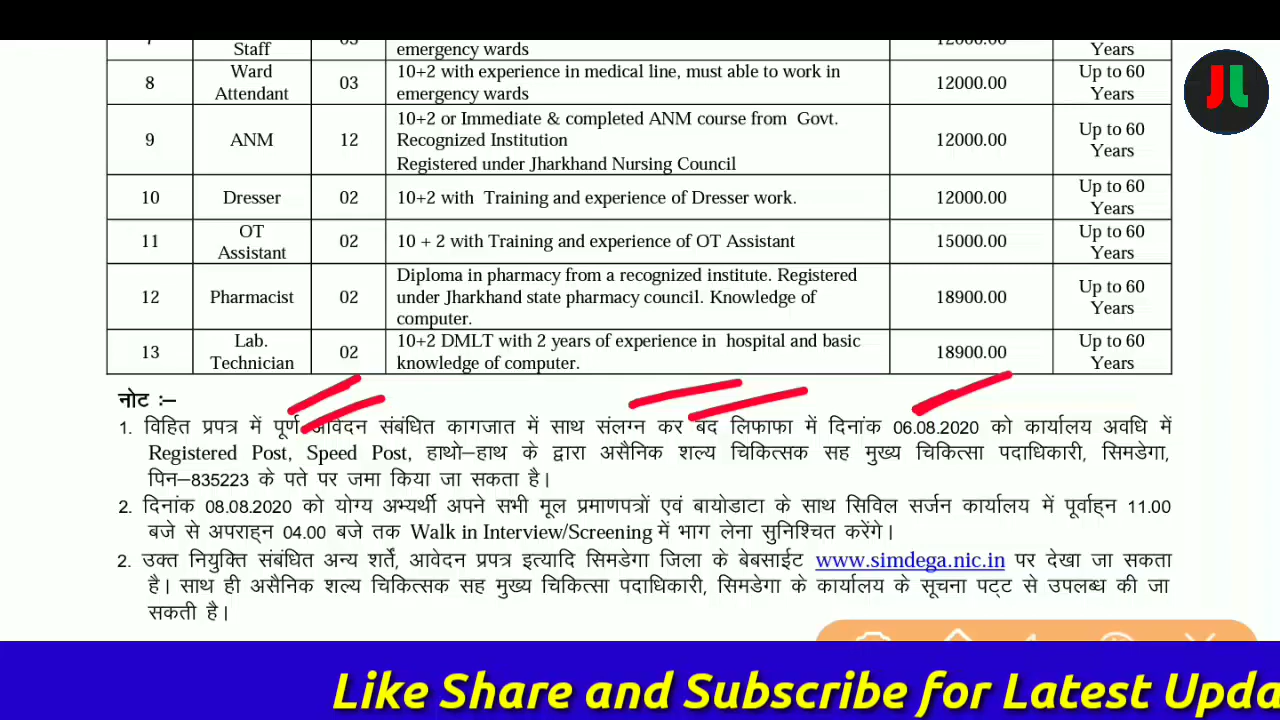 7 Staff 03 emergency wards 12000.00 Years
8 Ward Attendant 03 10+2 with experience in medical line, must able to work in emergency wards 12000.00 Up to 60 Years
9 ANM 12 10+2 or Immediate & completed ANM course from Govt. Recognized Institution Registered under Jharkhand Nursing Council 12000.00 Up to 60 Years
10 Dresser 02 10+2 with Training and experience of Dresser work. 12000.00 Up to 60 Years
11 OT Assistant 02 10 + 2 with Training and experience of OT Assistant 15000.00 Up to 60 Years
12 Pharmacist 02 Diploma in pharmacy from a recognized institute. Registered under Jharkhand state pharmacy council. Knowledge of computer. 18900.00 Up to 60 Years
13 Lab. Technician 02 10+2 DMLT with 2 years of experience in hospital and basic knowledge of computer. 18900.00 Up to 60 Years
नोट :–
1. विहित प्रपत्र में पूर्ण आवेदन संबंधित कागजात में साथ संलग्न कर बंद लिफाफा में दिनांक 06.08.2020 को कार्यालय अवधि में
Registered Post, Speed Post, हाथो–हाथ के द्वारा असैनिक शल्य चिकित्सक सह मुख्य चिकित्सा पदाधिकारी, सिमडेगा,
पिन–835223 के पते पर जमा किया जा सकता है।
2. दिनांक 08.08.2020 को योग्य अभ्यर्थी अपने सभी मूल प्रमाणपत्रों एवं बायोडाटा के साथ सिविल सर्जन कार्यालय में पूर्वाह्न 11.00
बजे से अपराह्न 04.00 बजे तक Walk in Interview/Screening में भाग लेना सुनिश्चित करेंगे।
2. उक्त नियुक्ति संबंधित अन्य शर्तें, आवेदन प्रपत्र इत्यादि सिमडेगा जिला के बेबसाईट www.simdega.nic.in पर देखा जा सकता
है। साथ ही असैनिक शल्य चिकित्सक सह मुख्य चिकित्सा पदाधिकारी, सिमडेगा के कार्यालय के सूचना पट्ट से उपलब्ध की जा
सकती है।
JL
Like Share and Subscribe for Latest Upda